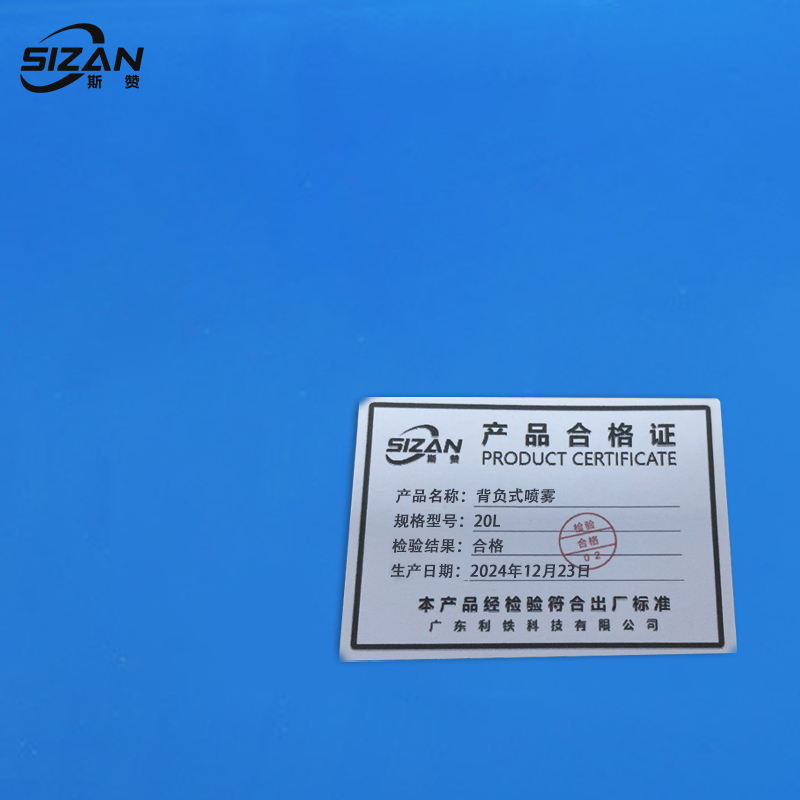 SIZAN
斯赞
SIZAN
斯赞
产品合格证
PRODUCT CERTIFICATE
产品名称：背负式喷雾
规格型号：20L
检验结果：合格
生产日期：2024年12月23日
检验
合格
02
本产品经检验符合出厂标准
广东利铁科技有限公司